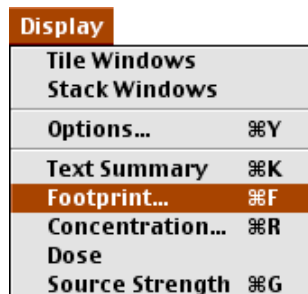 Display
Tile Windows
Stack Windows
Options... ⌘Y
Text Summary ⌘K
Footprint... ⌘F
Concentration... ⌘R
Dose
Source Strength ⌘G